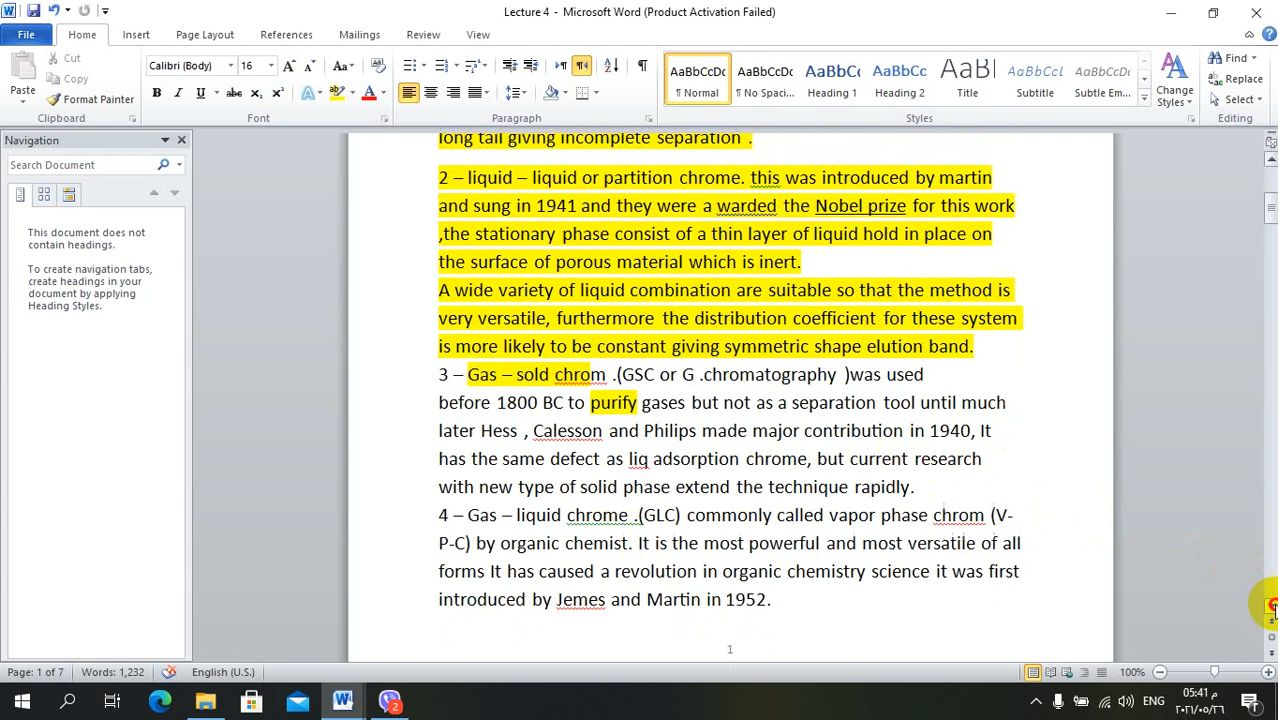 Lecture 4 - Microsoft Word (Product Activation Failed)
File Home Insert Page Layout References Mailings Review View
Paste
Cut
Copy
Format Painter
Clipboard
Calibri (Body) 16
Font
Paragraph
AaBbCcDc AaBbCcDc AaBbCc AaBbCc AaBl AaBbCcl AaBbCcDc
¶ Normal ¶ No Spaci... Heading 1 Heading 2 Title Subtitle Subtle Em...
Styles
Change Styles
Find
Replace
Select
Editing
Navigation
Search Document
This document does not
contain headings.
To create navigation tabs,
create headings in your
document by applying
Heading Styles.
long tail giving incomplete separation .
2 – liquid – liquid or partition chrome. this was introduced by martin
and sung in 1941 and they were a warded the Nobel prize for this work
,the stationary phase consist of a thin layer of liquid hold in place on
the surface of porous material which is inert.
A wide variety of liquid combination are suitable so that the method is
very versatile, furthermore the distribution coefficient for these system
is more likely to be constant giving symmetric shape elution band.
3 – Gas – sold chrom .(GSC or G .chromatography )was used
before 1800 BC to purify gases but not as a separation tool until much
later Hess , Calesson and Philips made major contribution in 1940, It
has the same defect as liq adsorption chrome, but current research
with new type of solid phase extend the technique rapidly.
4 – Gas – liquid chrome .(GLC) commonly called vapor phase chrom (V-
P-C) by organic chemist. It is the most powerful and most versatile of all
forms It has caused a revolution in organic chemistry science it was first
introduced by Jemes and Martin in 1952.
1
Page: 1 of 7 Words: 1,232 English (U.S.) 100%
2
ENG
05:41 م
٢٠٢١/٠٥/٢٦